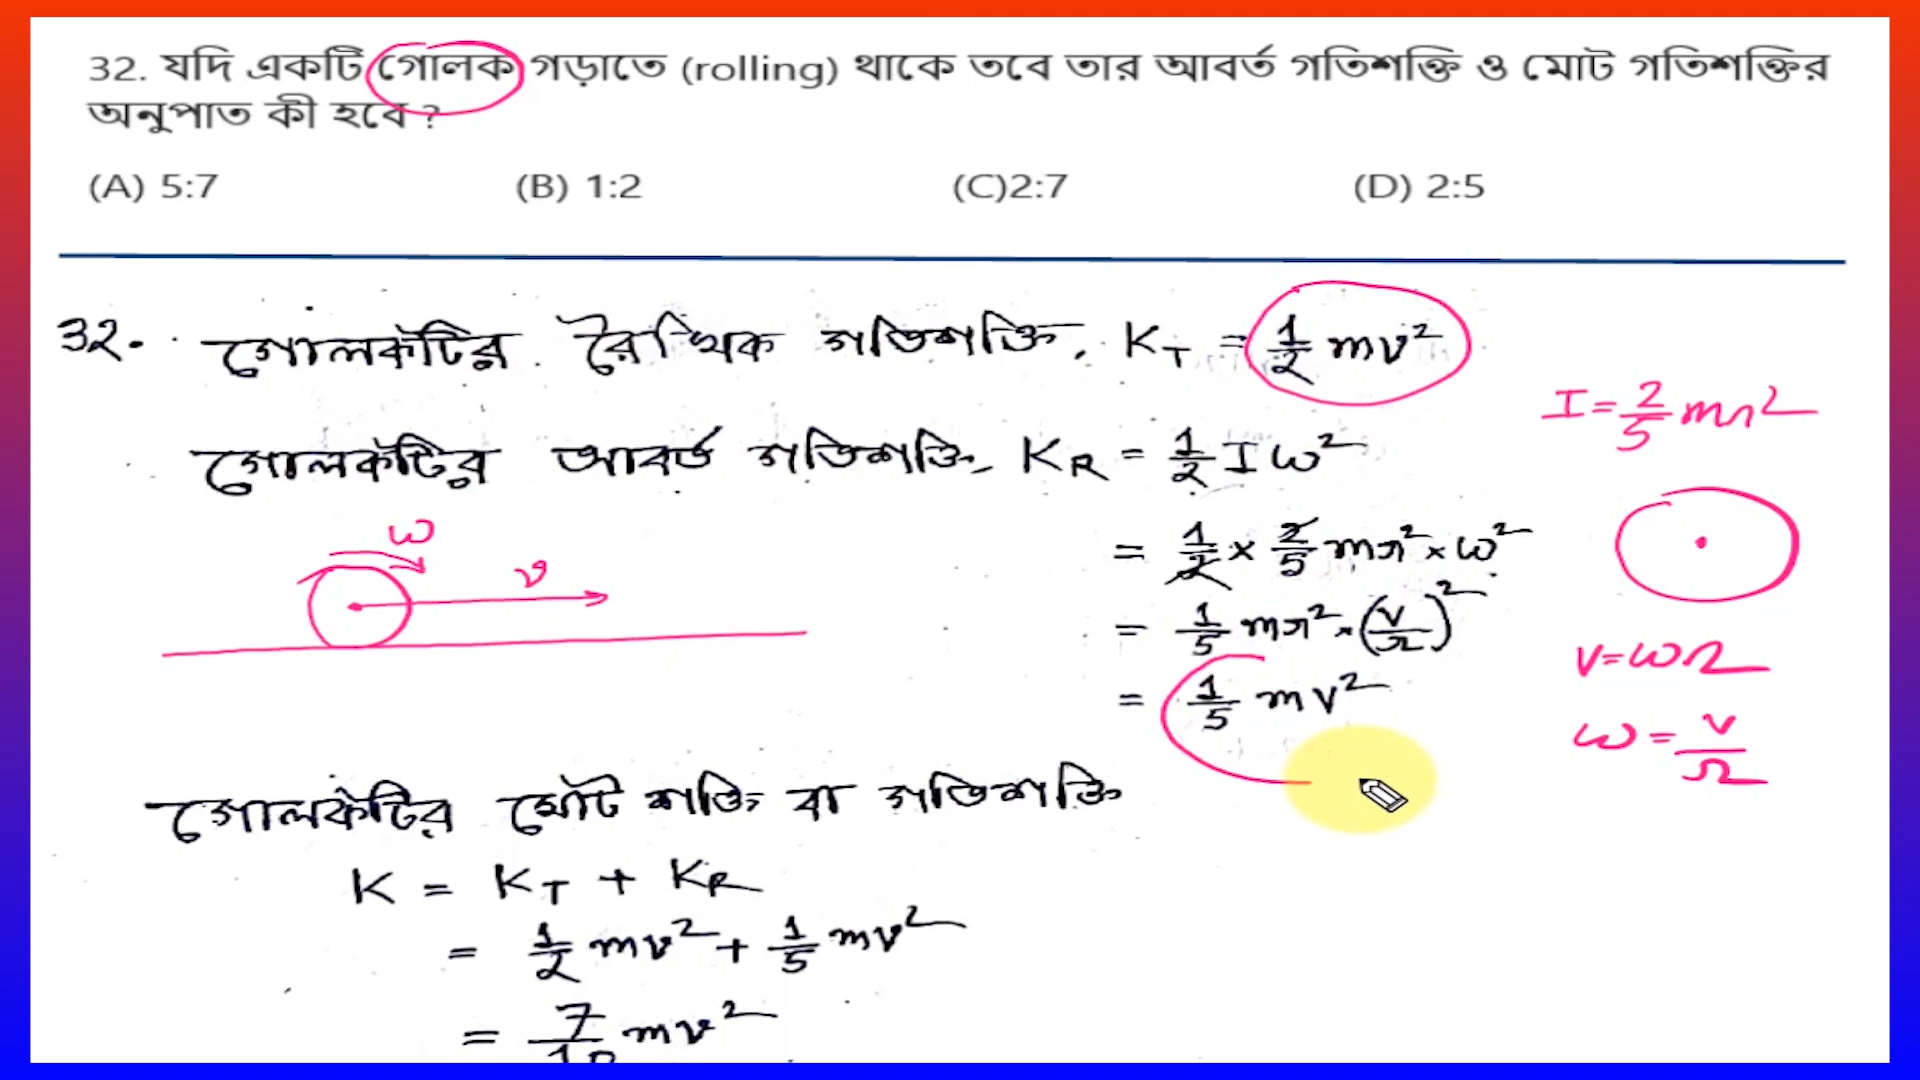 32. যদি একটি গোলক গড়াতে (rolling) থাকে তবে তার আবর্ত গতিশক্তি ও মোট গতিশক্তির
অনুপাত কী হবে ?
(A) 5:7 (B) 1:2 (C)2:7 (D) 2:5
32. গোলকটির রৈখিক গতিশক্তি, K_T = 1/2 mv²
I = 2/5 mr²
গোলকটির আবর্ত গতিশক্তি, K_R = 1/2 I ω²
ω
v
= 1/2 × 2/5 mr² × ω²
= 1/5 mr² × (v/r)²
v = ωr
= 1/5 mv²
ω = v/r
গোলকটির মোট শক্তি বা গতিশক্তি
K = K_T + K_R
= 1/2 mv² + 1/5 mv²
= 7/10 mv²